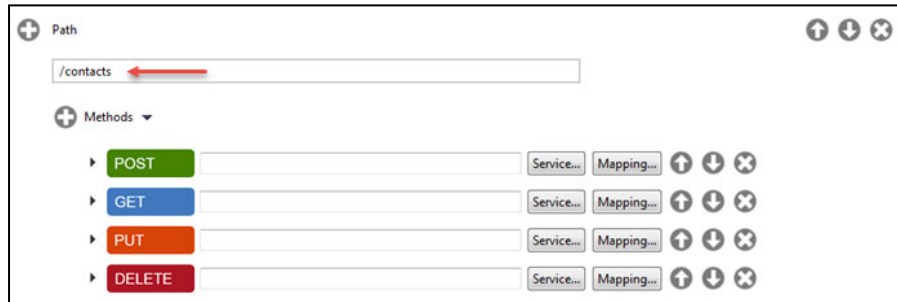 Path
/contacts
Methods
POST Service... Mapping...
GET Service... Mapping...
PUT Service... Mapping...
DELETE Service... Mapping...